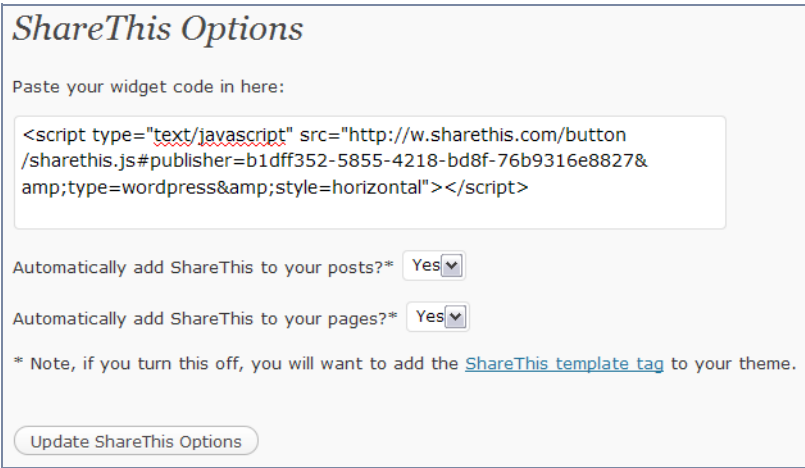 ShareThis Options
Paste your widget code in here:
<script type="text/javascript" src="http://w.sharethis.com/button
/sharethis.js#publisher=b1dff352-5855-4218-bd8f-76b9316e8827&
amp;type=wordpress&amp;style=horizontal"></script>
Automatically add ShareThis to your posts?* Yes
Automatically add ShareThis to your pages?* Yes
* Note, if you turn this off, you will want to add the ShareThis template tag to your theme.
Update ShareThis Options